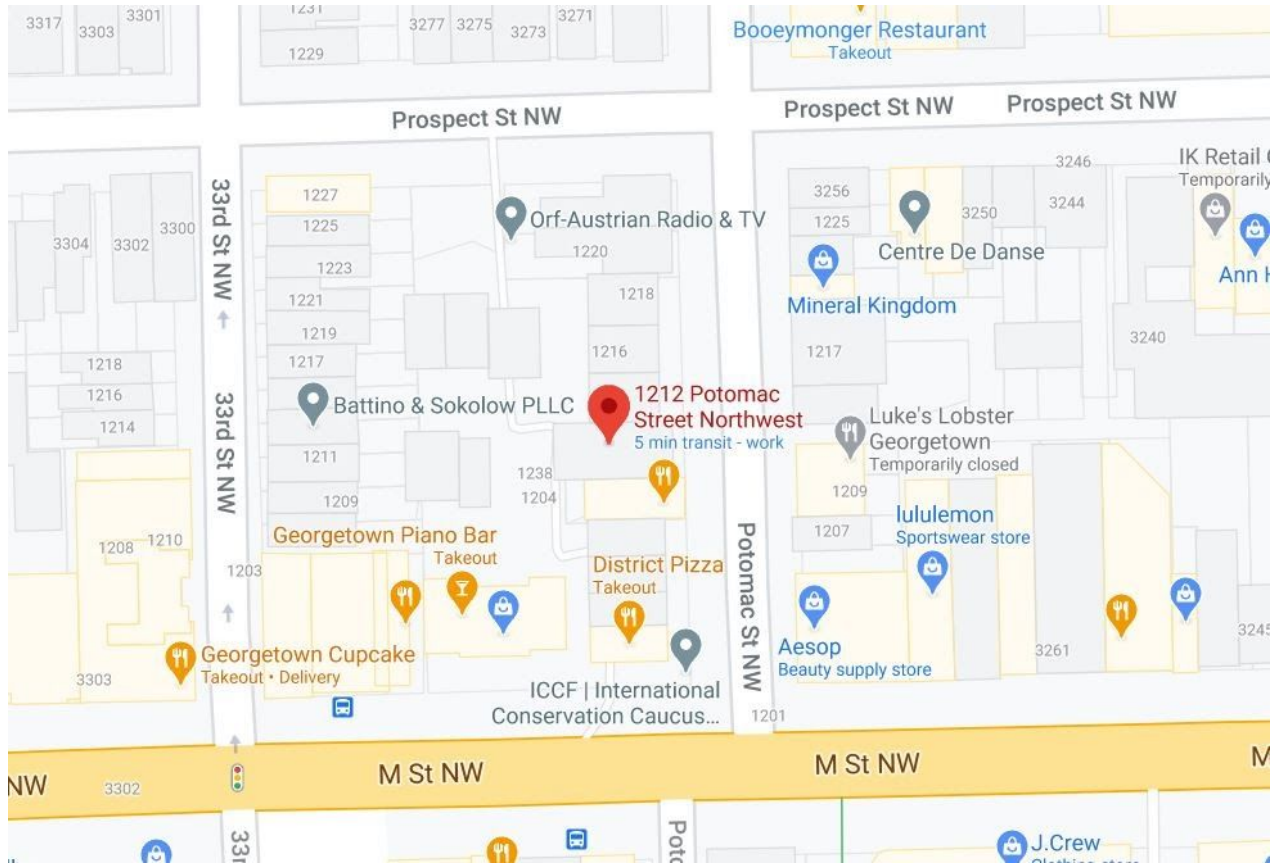 3317
3303
3301
1231
1229
3277
3275
3273
3271
Booeymonger Restaurant
Takeout
Prospect St NW
Prospect St NW
Prospect St NW
33rd St NW
3304
3302
3300
1227
1225
1223
1221
1219
1217
Orf-Austrian Radio & TV
1220
1218
1216
3256
1225
3250
3246
3244
IK Retail
Temporarily
Centre De Danse
Mineral Kingdom
Ann
1217
3240
1218
1216
1214
33rd St NW
Battino & Sokolow PLLC
1211
1209
1212 Potomac
Street Northwest
5 min transit - work
Luke's Lobster
Georgetown
Temporarily closed
1238
1204
1209
1207
lululemon
Sportswear store
Georgetown Piano Bar
Takeout
1208
1210
1203
District Pizza
Takeout
Potomac St NW
Georgetown Cupcake
Takeout • Delivery
3303
Aesop
Beauty supply store
3261
3245
ICCF | International
Conservation Caucus...
1201
NW
3302
M St NW
M St NW
M
33r
Poto
J.Crew